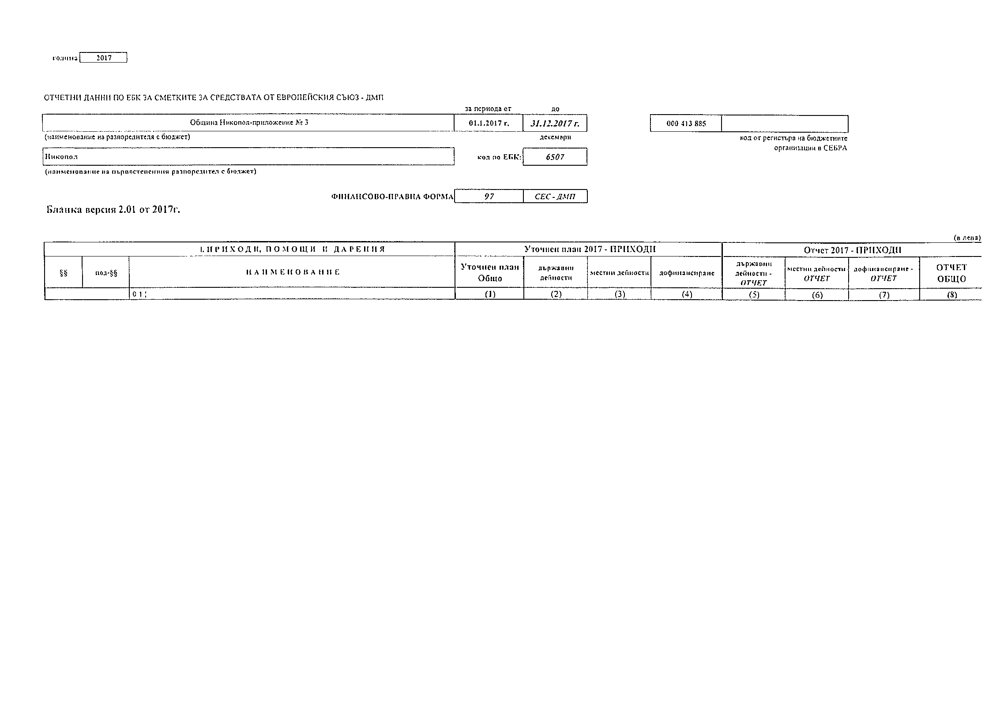 година 2017
ОТЧЕТНИ ДАННИ ПО ЕБК ЗА СМЕТКИТЕ ЗА СРЕДСТВАТА ОТ ЕВРОПЕЙСКИЯ СЪЮЗ - ДМП
за периода от до
Община Никопол-приложение № 3 01.1.2017 г. 31.12.2017 г. 000 413 885
(наименование на разпоредителя с бюджет) декември код от регистъра на бюджетните
организации в СЕБРА
Никопол код по ЕБК: 6507
(наименование на първостепенния разпоредител с бюджет)
ФИНАНСОВО-ПРАВНА ФОРМА 97 СЕС - ДМП
Бланка версия 2.01 от 2017г.
(в лева)
I. П Р И Х О Д И, П О М О Щ И И Д А Р Е Н И Я Уточнен план 2017 - ПРИХОДИ Отчет 2017 - ПРИХОДИ
§§ под-§§ Н А И М Е Н О В А Н И Е Уточнен план Общо държавни дейности местни дейности дофинансиране държавни дейности - ОТЧЕТ местни дейности ОТЧЕТ дофинансиране - ОТЧЕТ ОТЧЕТ ОБЩО
0 1 (1) (2) (3) (4) (5) (6) (7) (8)